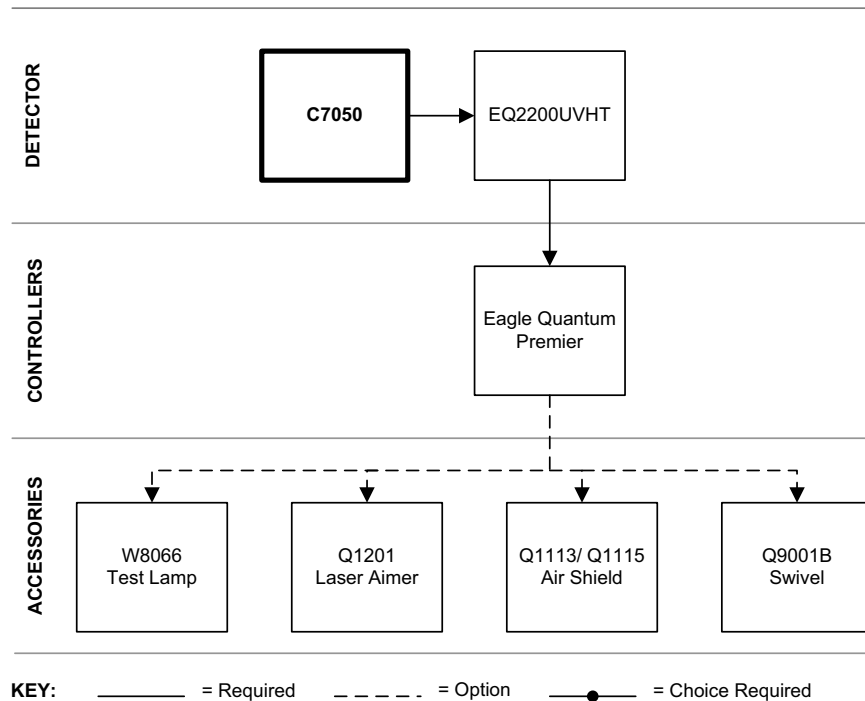 DETECTOR
C7050
EQ2200UVHT
CONTROLLERS
Eagle Quantum
Premier
ACCESSORIES
W8066
Test Lamp
Q1201
Laser Aimer
Q1113/ Q1115
Air Shield
Q9001B
Swivel
KEY: = Required = Option = Choice Required